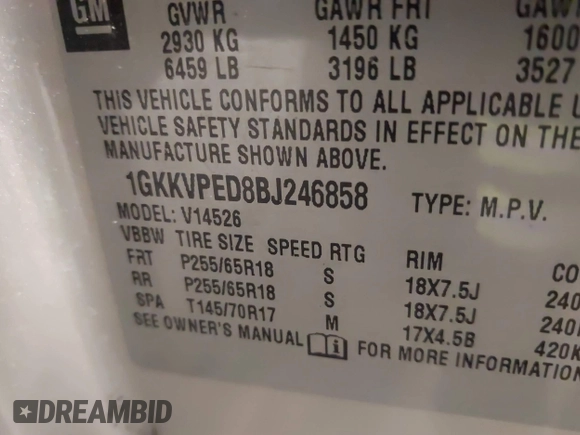 GM
GVWR GAWR FRT GAW
2930 KG 1450 KG 1600
6459 LB 3196 LB 3527
THIS VEHICLE CONFORMS TO ALL APPLICABLE U
VEHICLE SAFETY STANDARDS IN EFFECT ON THE
MANUFACTURE SHOWN ABOVE.
1GKKVPED8BJ246858 TYPE: M.P.V.
MODEL: V14526
VBBW TIRE SIZE SPEED RTG RIM CO
FRT P255/65R18 S 18X7.5J 240
RR P255/65R18 S 18X7.5J 240
SPA T145/70R17 M 17X4.5B 420K
SEE OWNER'S MANUAL i FOR MORE INFORMATION
DREAMBID